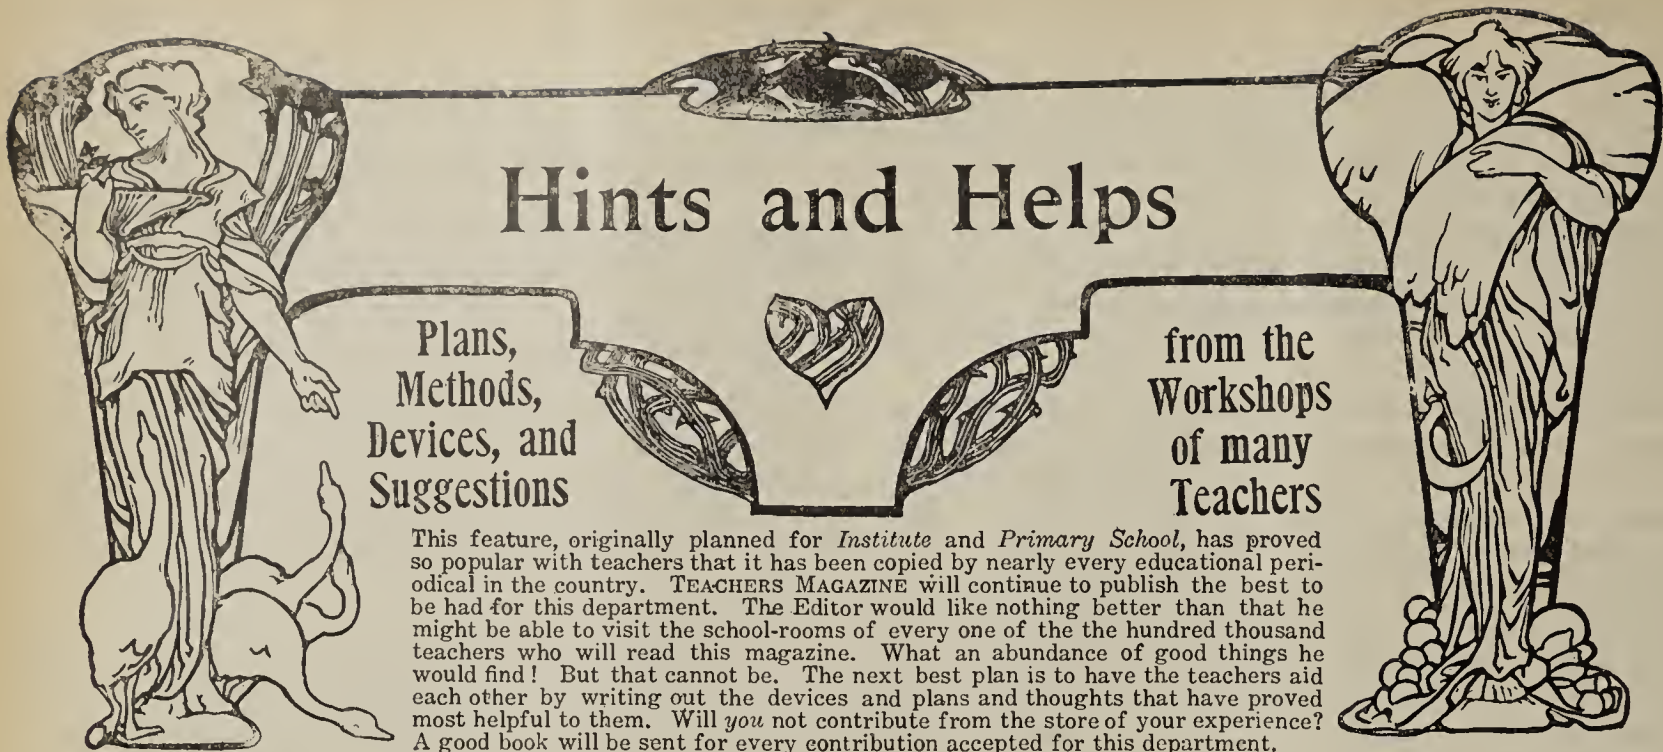 Hints and Helps
Plans,
Methods,
Devices, and
Suggestions
from the
Workshops
of many
Teachers
This feature, originally planned for Institute and Primary School, has proved
so popular with teachers that it has been copied by nearly every educational peri-
odical in the country. TEACHERS MAGAZINE will continue to publish the best to
be had for this department. The Editor would like nothing better than that he
might be able to visit the school-rooms of every one of the the hundred thousand
teachers who will read this magazine. What an abundance of good things he
would find! But that cannot be. The next best plan is to have the teachers aid
each other by writing out the devices and plans and thoughts that have proved
most helpful to them. Will you not contribute from the store of your experience?
A good book will be sent for every contribution accepted for this department.